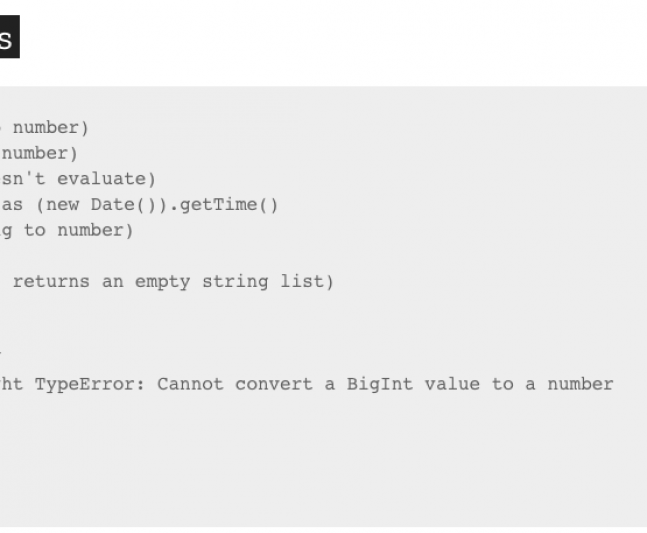 s
number)
number)
sn't evaluate)
as (new Date()).getTime()
g to number)
returns an empty string list)
ht TypeError: Cannot convert a BigInt value to a number